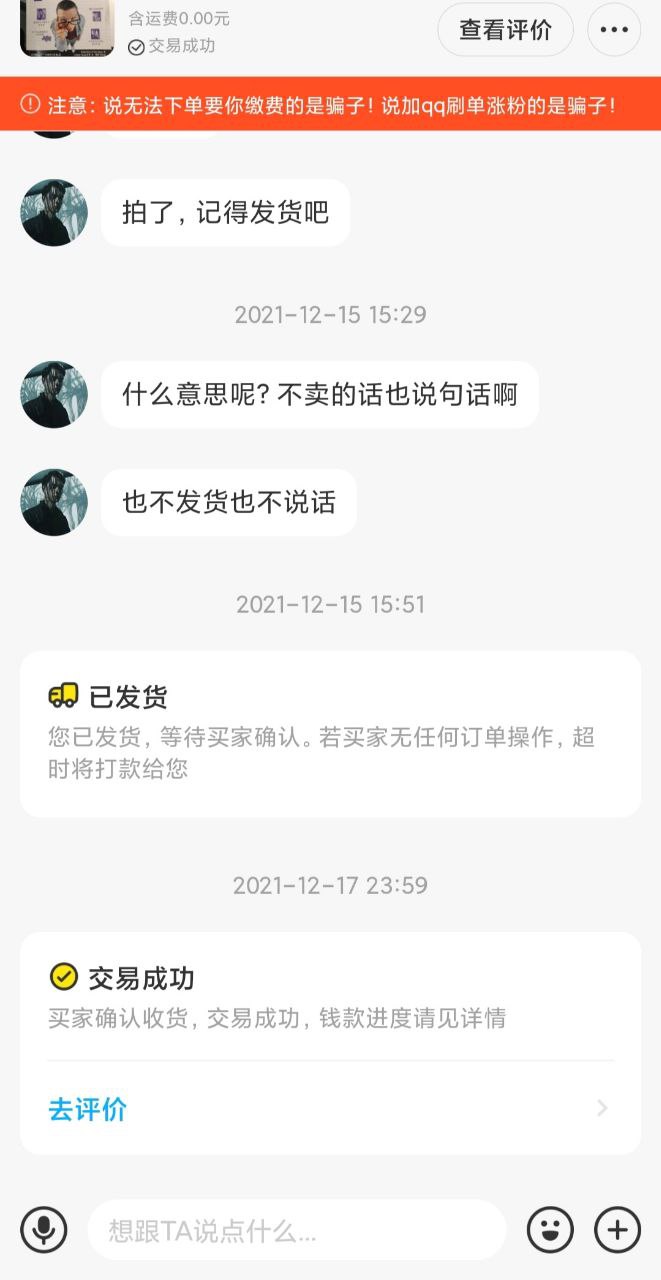 含运费0.00元
交易成功
查看评价
注意：说无法下单要你缴费的是骗子！说加qq刷单涨粉的是骗子！
拍了，记得发货吧
2021-12-15 15:29
什么意思呢？不卖的话也说句话啊
也不发货也不说话
2021-12-15 15:51
已发货
您已发货，等待买家确认。若买家无任何订单操作，超
时将打款给您
2021-12-17 23:59
交易成功
买家确认收货，交易成功，钱款进度请见详情
去评价
想跟TA说点什么...